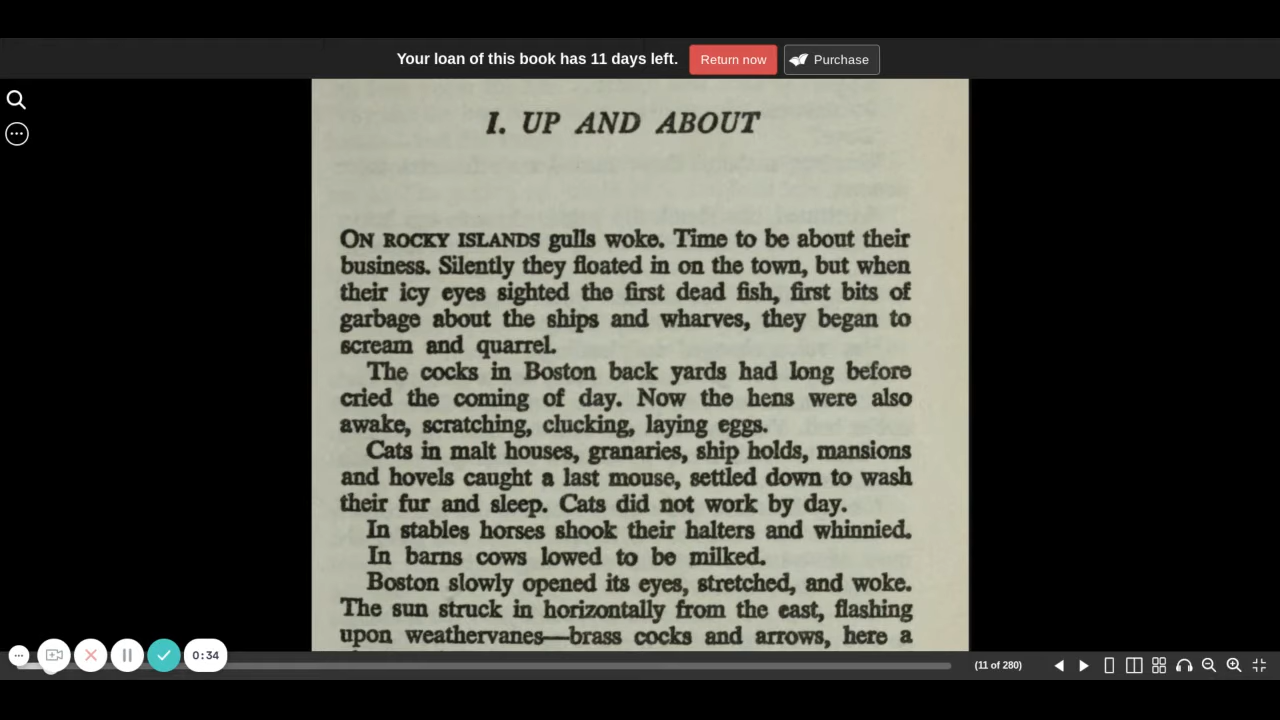 Your loan of this book has 11 days left. Return now Purchase
I. UP AND ABOUT
ON ROCKY ISLANDS gulls woke. Time to be about their
business. Silently they floated in on the town, but when
their icy eyes sighted the first dead fish, first bits of
garbage about the ships and wharves, they began to
scream and quarrel.
The cocks in Boston back yards had long before
cried the coming of day. Now the hens were also
awake, scratching, clucking, laying eggs.
Cats in malt houses, granaries, ship holds, mansions
and hovels caught a last mouse, settled down to wash
their fur and sleep. Cats did not work by day.
In stables horses shook their halters and whinnied.
In barns cows lowed to be milked.
Boston slowly opened its eyes, stretched, and woke.
The sun struck in horizontally from the east, flashing
upon weathervanes—brass cocks and arrows, here a
0:34
(11 of 280)